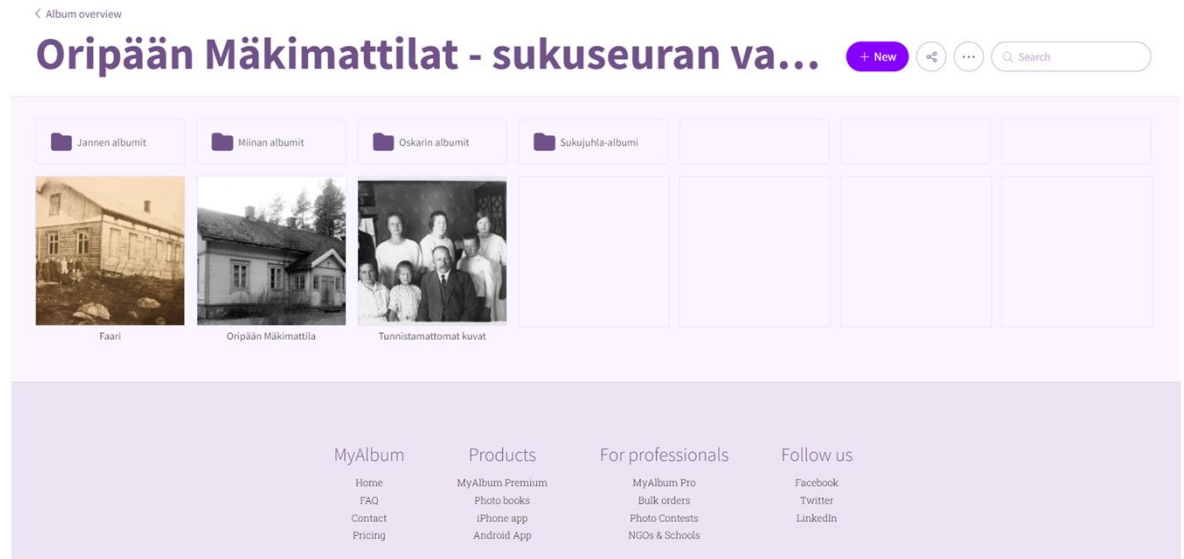 Album overview
Oripään Mäkimattilat - sukuseuran va...
+ New
Search
Jannen albumit
Miinan albumit
Oskarin albumit
Sukujuhla-albumi
Faari
Oripään Mäkimattila
Tunnistamattomat kuvat
MyAlbum
Home
FAQ
Contact
Pricing
Products
MyAlbum Premium
Photo books
iPhone app
Android App
For professionals
MyAlbum Pro
Bulk orders
Photo Contests
NGOs & Schools
Follow us
Facebook
Twitter
LinkedIn